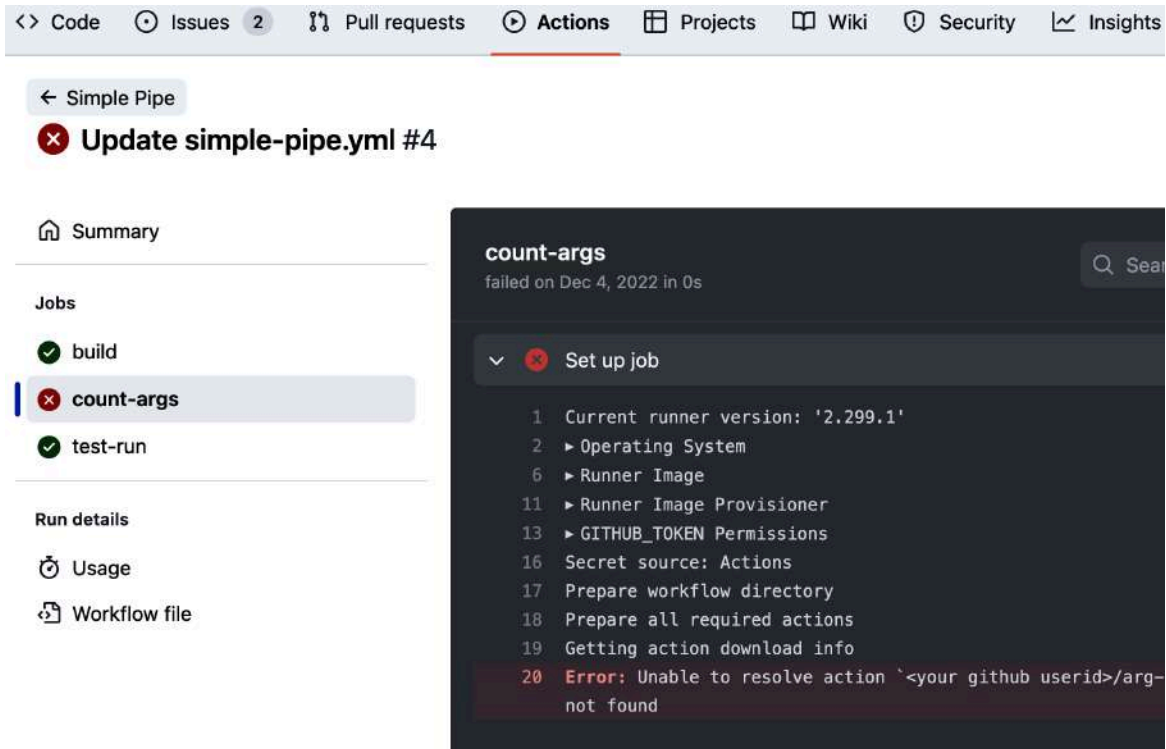 <> Code Issues 2 Pull requests Actions Projects Wiki Security Insights
← Simple Pipe
Update simple-pipe.yml #4
Summary
Jobs
build
count-args
test-run
Run details
Usage
Workflow file
count-args
failed on Dec 4, 2022 in 0s
Set up job
1 Current runner version: '2.299.1'
2 ▸ Operating System
6 ▸ Runner Image
11 ▸ Runner Image Provisioner
13 ▸ GITHUB_TOKEN Permissions
16 Secret source: Actions
17 Prepare workflow directory
18 Prepare all required actions
19 Getting action download info
20 Error: Unable to resolve action `<your github userid>/arg-
not found